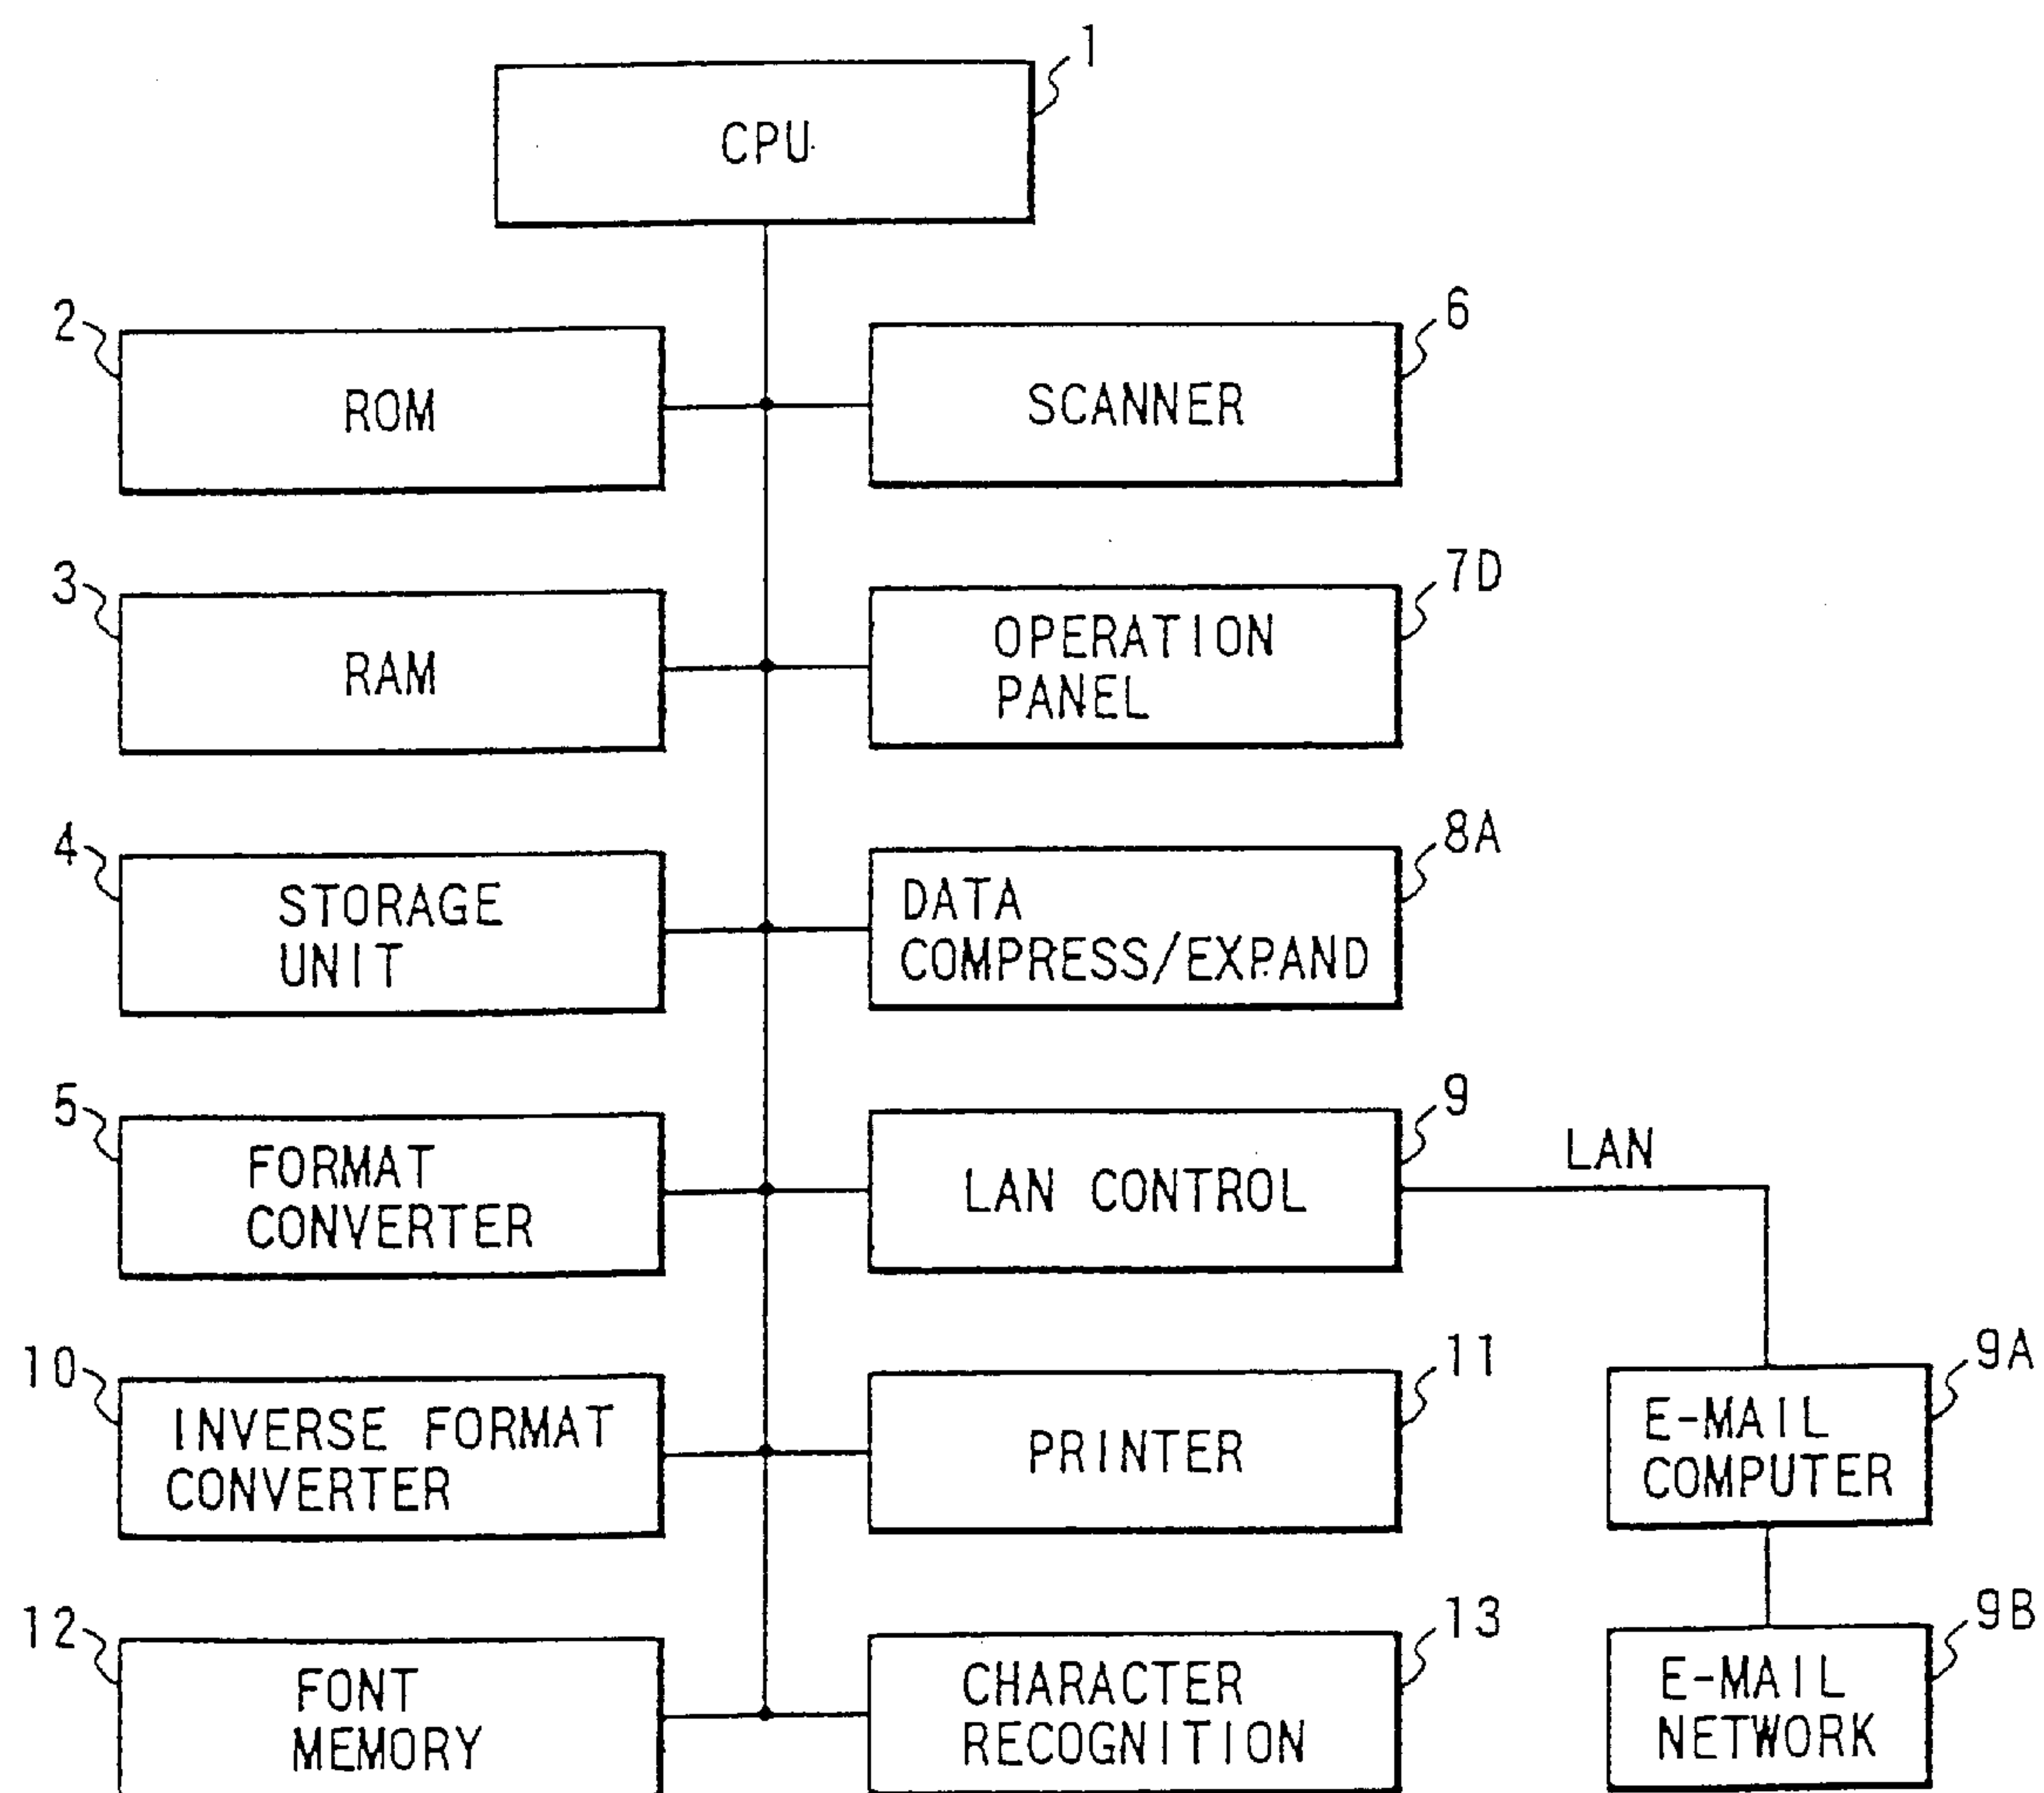 1
CPU
2
ROM
6
SCANNER
3
RAM
7D
OPERATION
PANEL
4
STORAGE
UNIT
8A
DATA
COMPRESS/EXPAND
5
FORMAT
CONVERTER
9
LAN CONTROL
LAN
10
INVERSE FORMAT
CONVERTER
11
PRINTER
9A
E-MAIL
COMPUTER
12
FONT
MEMORY
13
CHARACTER
RECOGNITION
9B
E-MAIL
NETWORK